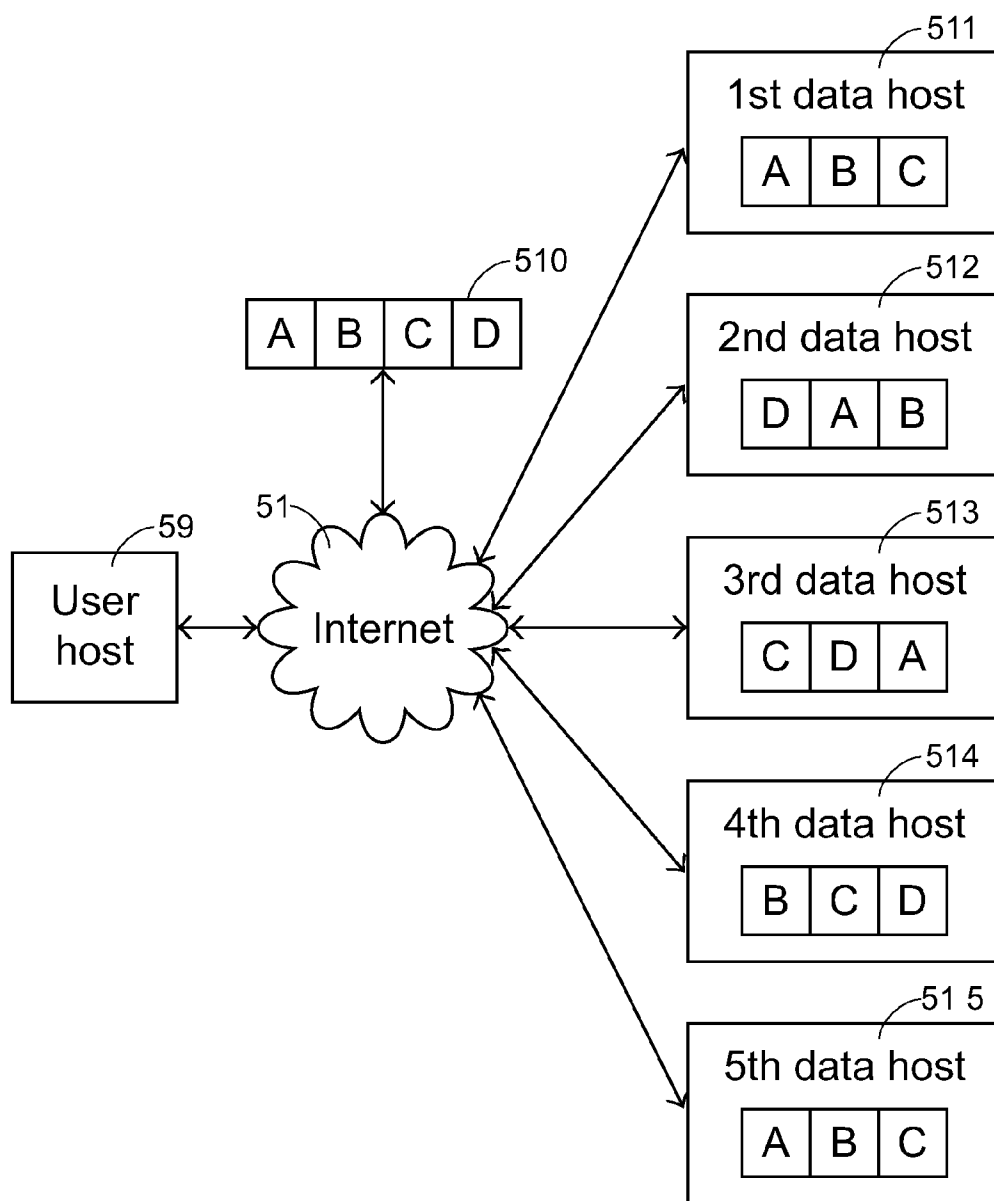 511
1st data host
A B C
510
A B C D
512
2nd data host
D A B
59
User
host
51
Internet
513
3rd data host
C D A
514
4th data host
B C D
51 5
5th data host
A B C